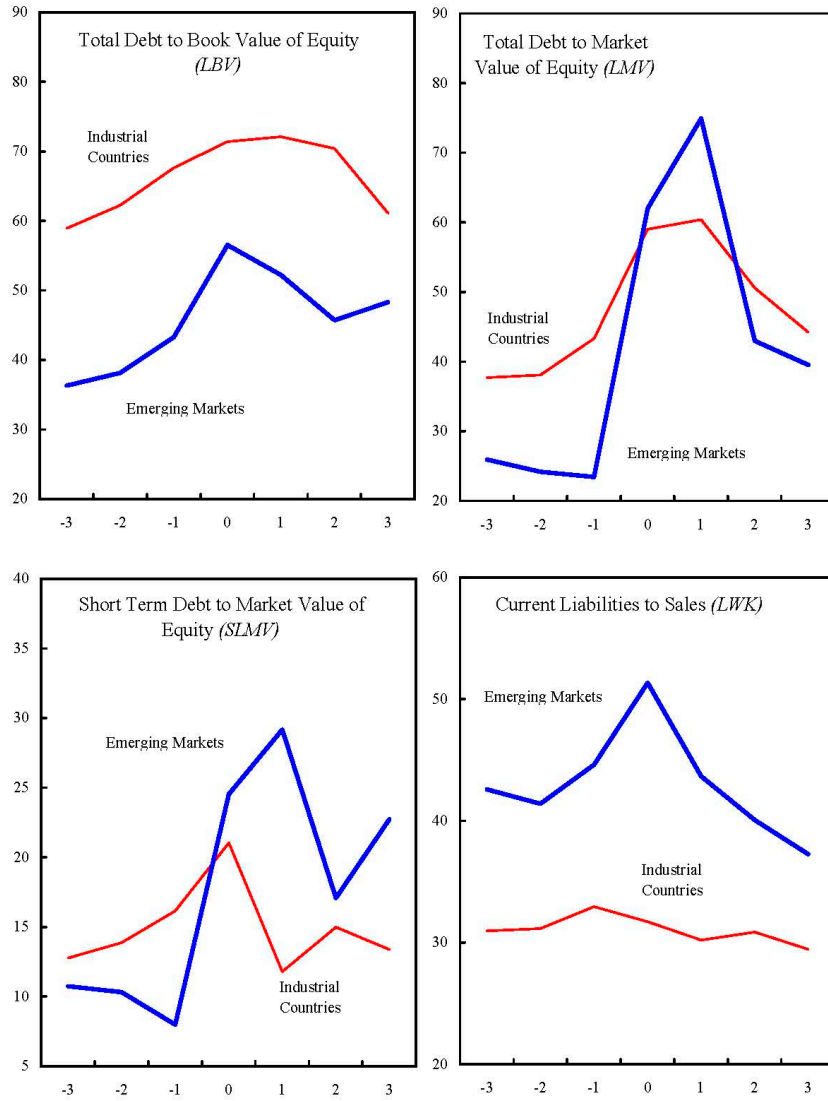 Total Debt to Book Value of Equity
(LBV)
90
80
70
60
50
40
30
20
Industrial
Countries
Emerging Markets
-3 -2 -1 0 1 2 3
Total Debt to Market
Value of Equity (LMV)
90
80
70
60
50
40
30
20
Industrial
Countries
Emerging Markets
-3 -2 -1 0 1 2 3
Short Term Debt to Market Value of
Equity (SLMV)
40
35
30
25
20
15
10
5
Emerging Markets
Industrial
Countries
-3 -2 -1 0 1 2 3
Current Liabilities to Sales (LWK)
60
50
40
30
20
Emerging Markets
Industrial
Countries
-3 -2 -1 0 1 2 3